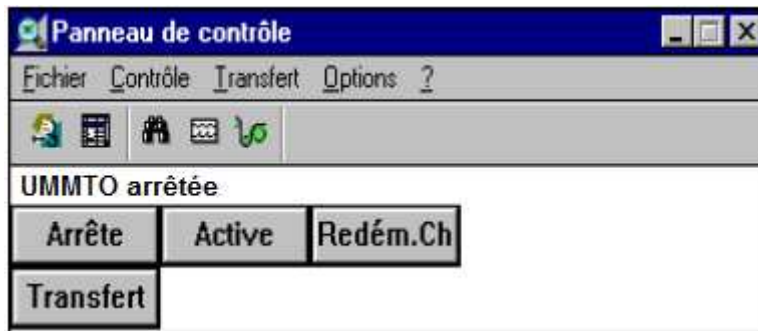 Panneau de contrôle
Fichier Contrôle Transfert Options ?
UMMTO arrêtée
Arrête Active Redém.Ch
Transfert